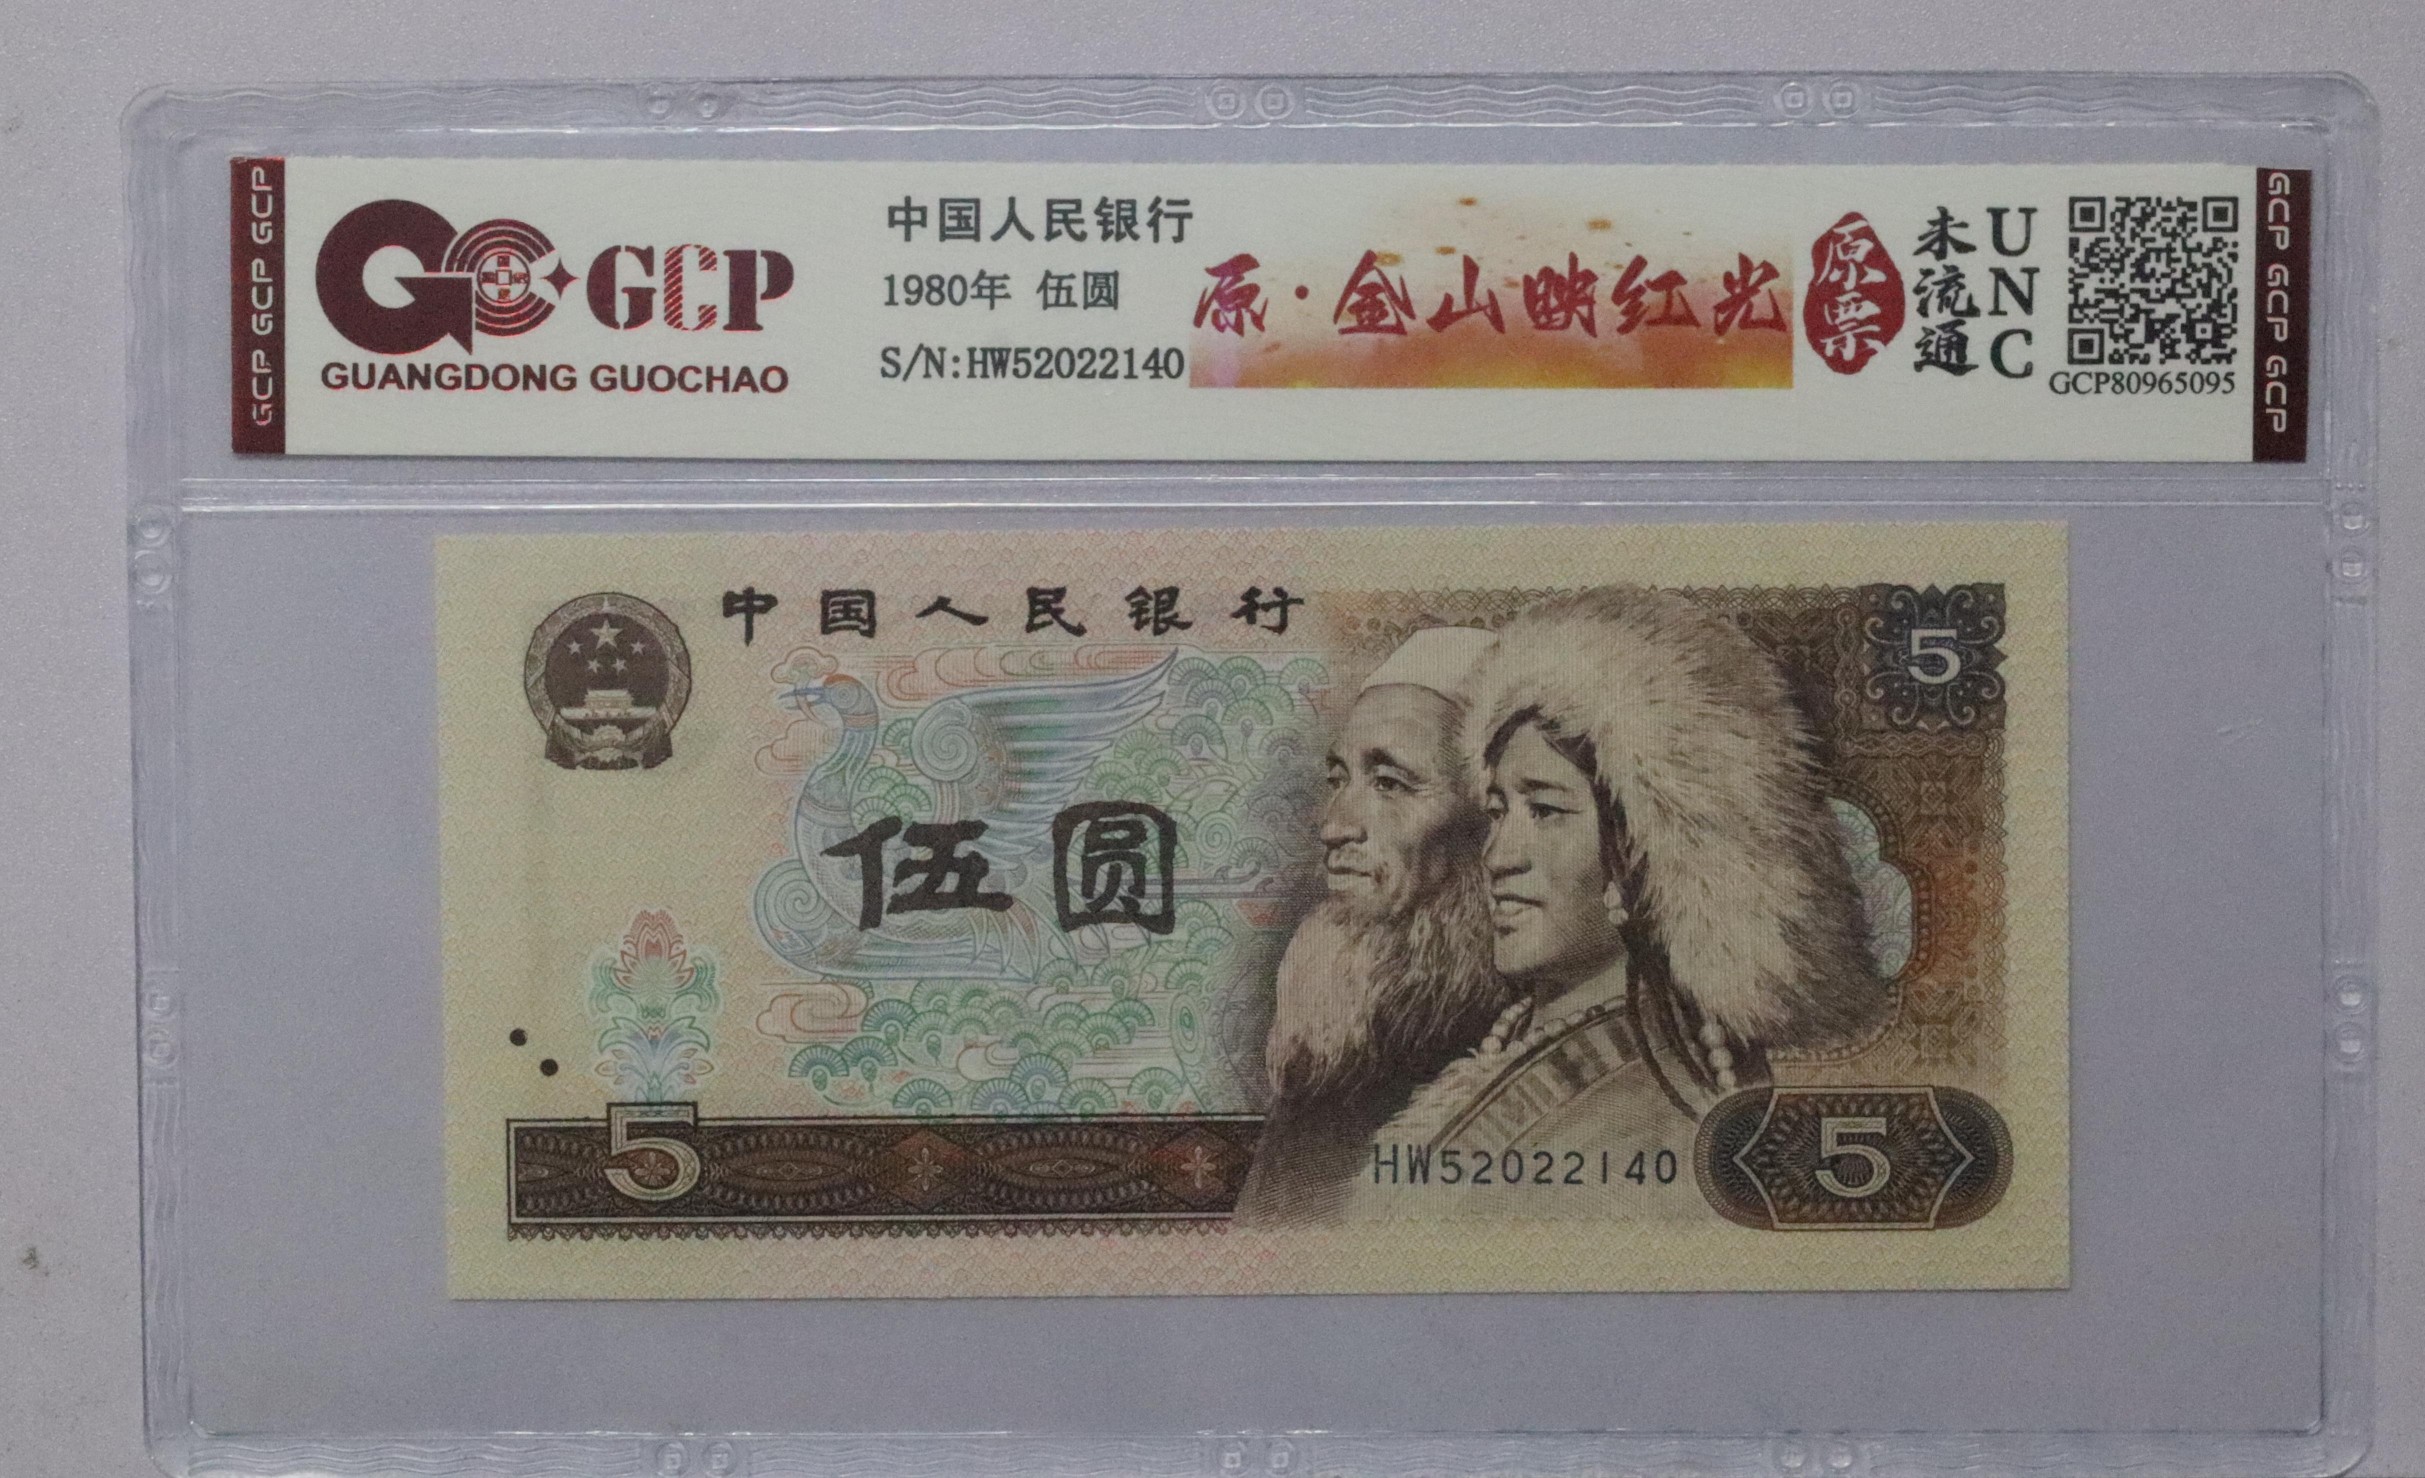 GCP GCP GCP
GCP
GUANGDONG GUOCHAO
中国人民银行
1980年 伍圆
S/N:HW52022140
原·金山映红光
原票
未流通
UNC
GCP80965095
GCP GCP GCP
中国人民银行
5
伍圆
5
HW52022140
5